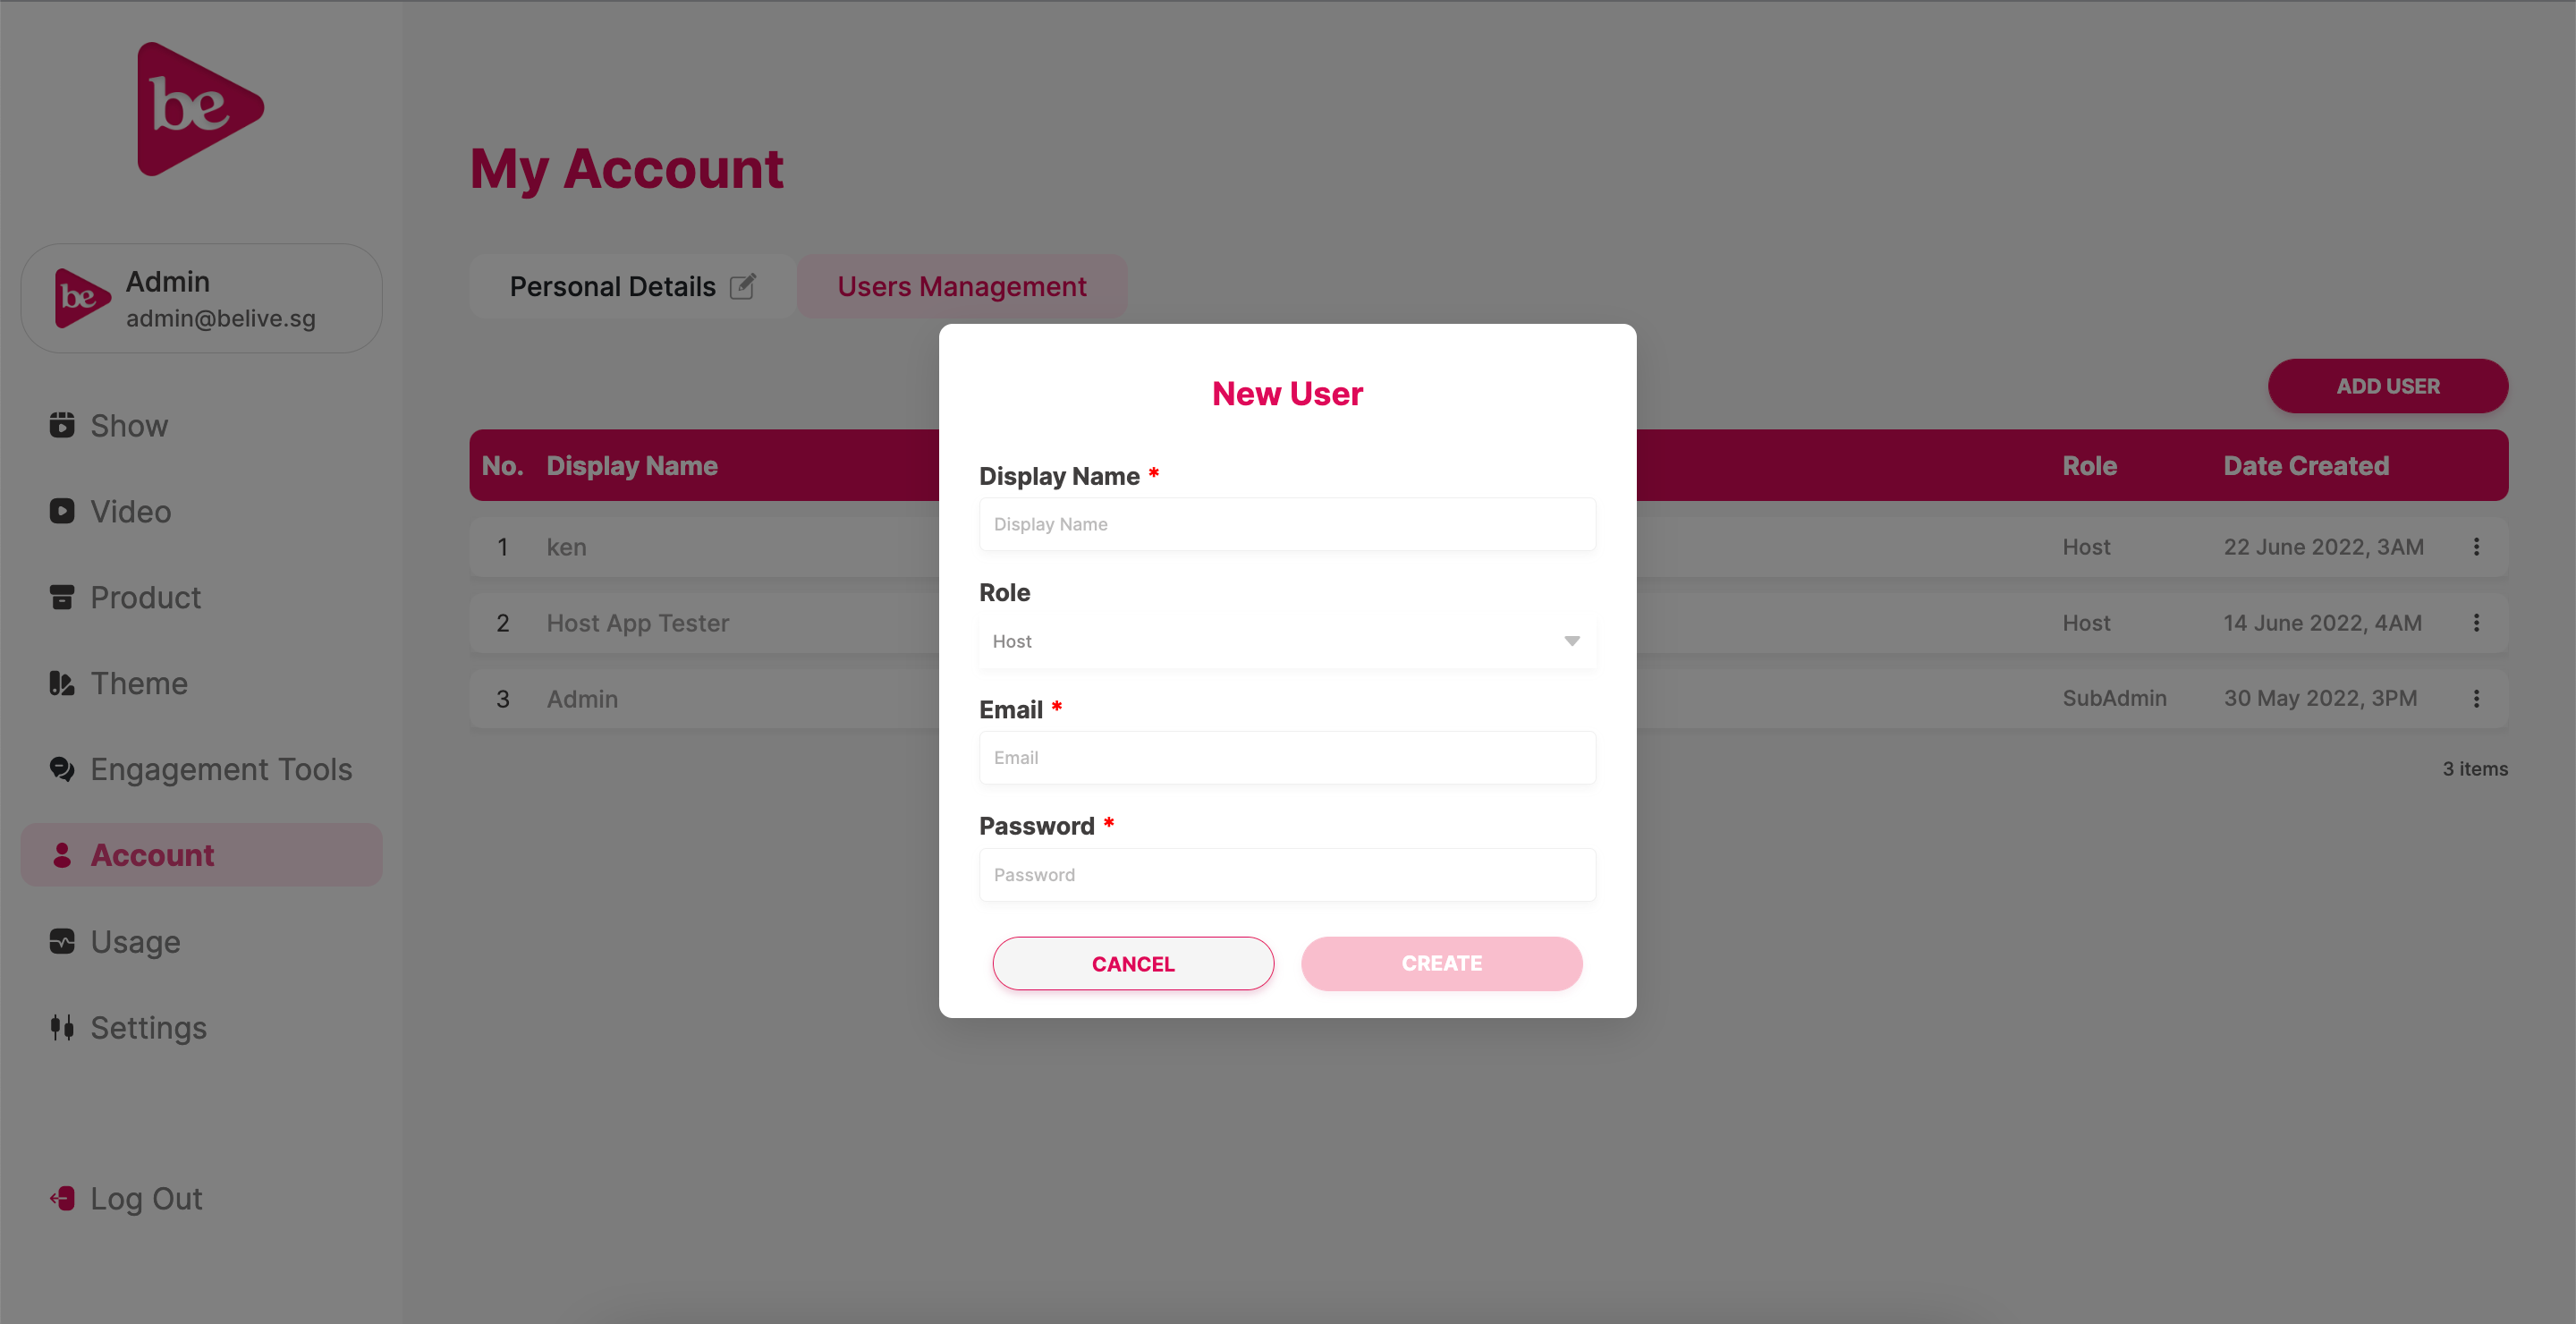 be
be
Admin
admin@belive.sg
Show
Video
Product
Theme
Engagement Tools
Account
Usage
Settings
Log Out
My Account
Personal Details
Users Management
ADD USER
No. Display Name Role Date Created
1 ken Host 22 June 2022, 3AM
2 Host App Tester Host 14 June 2022, 4AM
3 Admin SubAdmin 30 May 2022, 3PM
3 items
New User
Display Name *
Display Name
Role
Host
Email *
Email
Password *
Password
CANCEL
CREATE